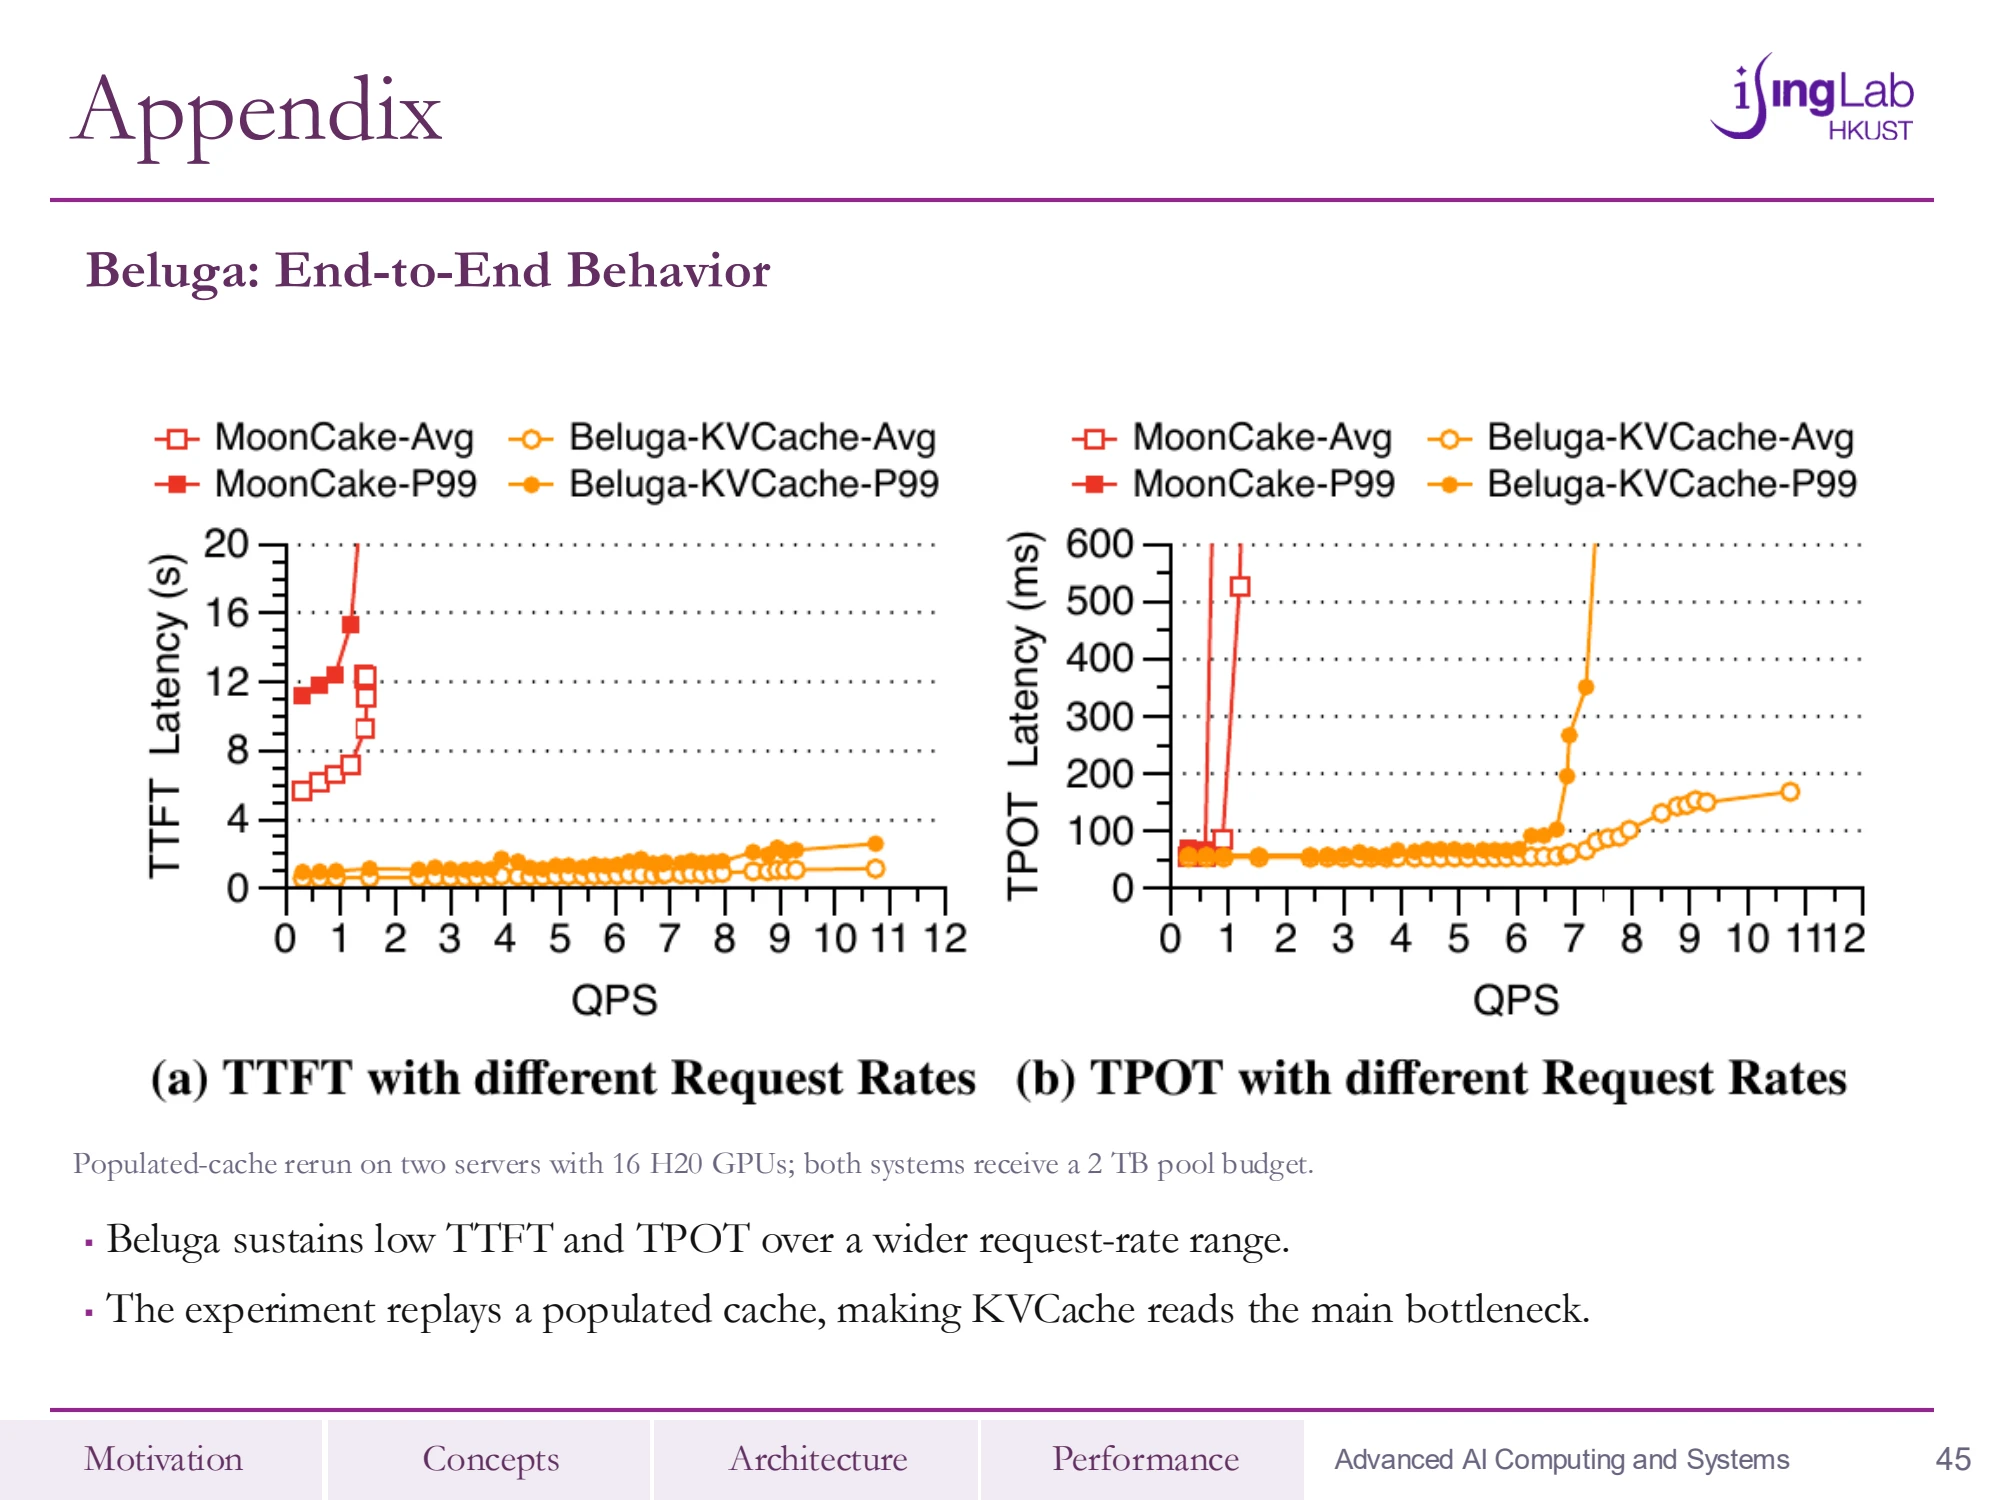 Appendix
isingLab
HKUST
Beluga: End-to-End Behavior
MoonCake-Avg
Beluga-KVCache-Avg
MoonCake-P99
Beluga-KVCache-P99
TTFT Latency (s)
20
16
12
8
4
0
0 1 2 3 4 5 6 7 8 9 10 11 12
QPS
(a) TTFT with different Request Rates
MoonCake-Avg
Beluga-KVCache-Avg
MoonCake-P99
Beluga-KVCache-P99
TPOT Latency (ms)
600
500
400
300
200
100
0
0 1 2 3 4 5 6 7 8 9 10 11 12
QPS
(b) TPOT with different Request Rates
Populated-cache rerun on two servers with 16 H20 GPUs; both systems receive a 2 TB pool budget.
▪ Beluga sustains low TTFT and TPOT over a wider request-rate range.
▪ The experiment replays a populated cache, making KVCache reads the main bottleneck.
Motivation
Concepts
Architecture
Performance
Advanced AI Computing and Systems
45